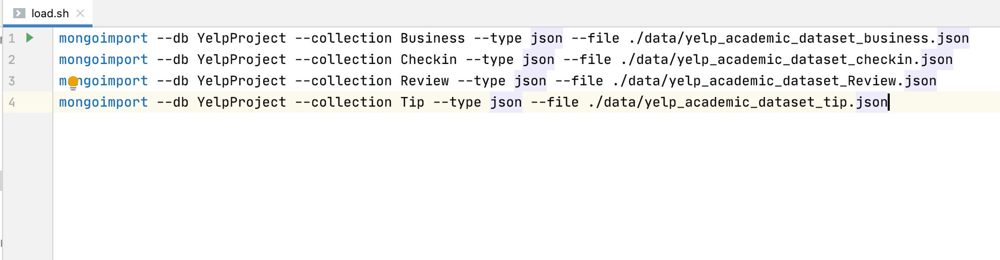 load.sh
1 mongoimport --db YelpProject --collection Business --type json --file ./data/yelp_academic_dataset_business.json
2 mongoimport --db YelpProject --collection Checkin --type json --file ./data/yelp_academic_dataset_checkin.json
3 mongoimport --db YelpProject --collection Review --type json --file ./data/yelp_academic_dataset_Review.json
4 mongoimport --db YelpProject --collection Tip --type json --file ./data/yelp_academic_dataset_tip.json